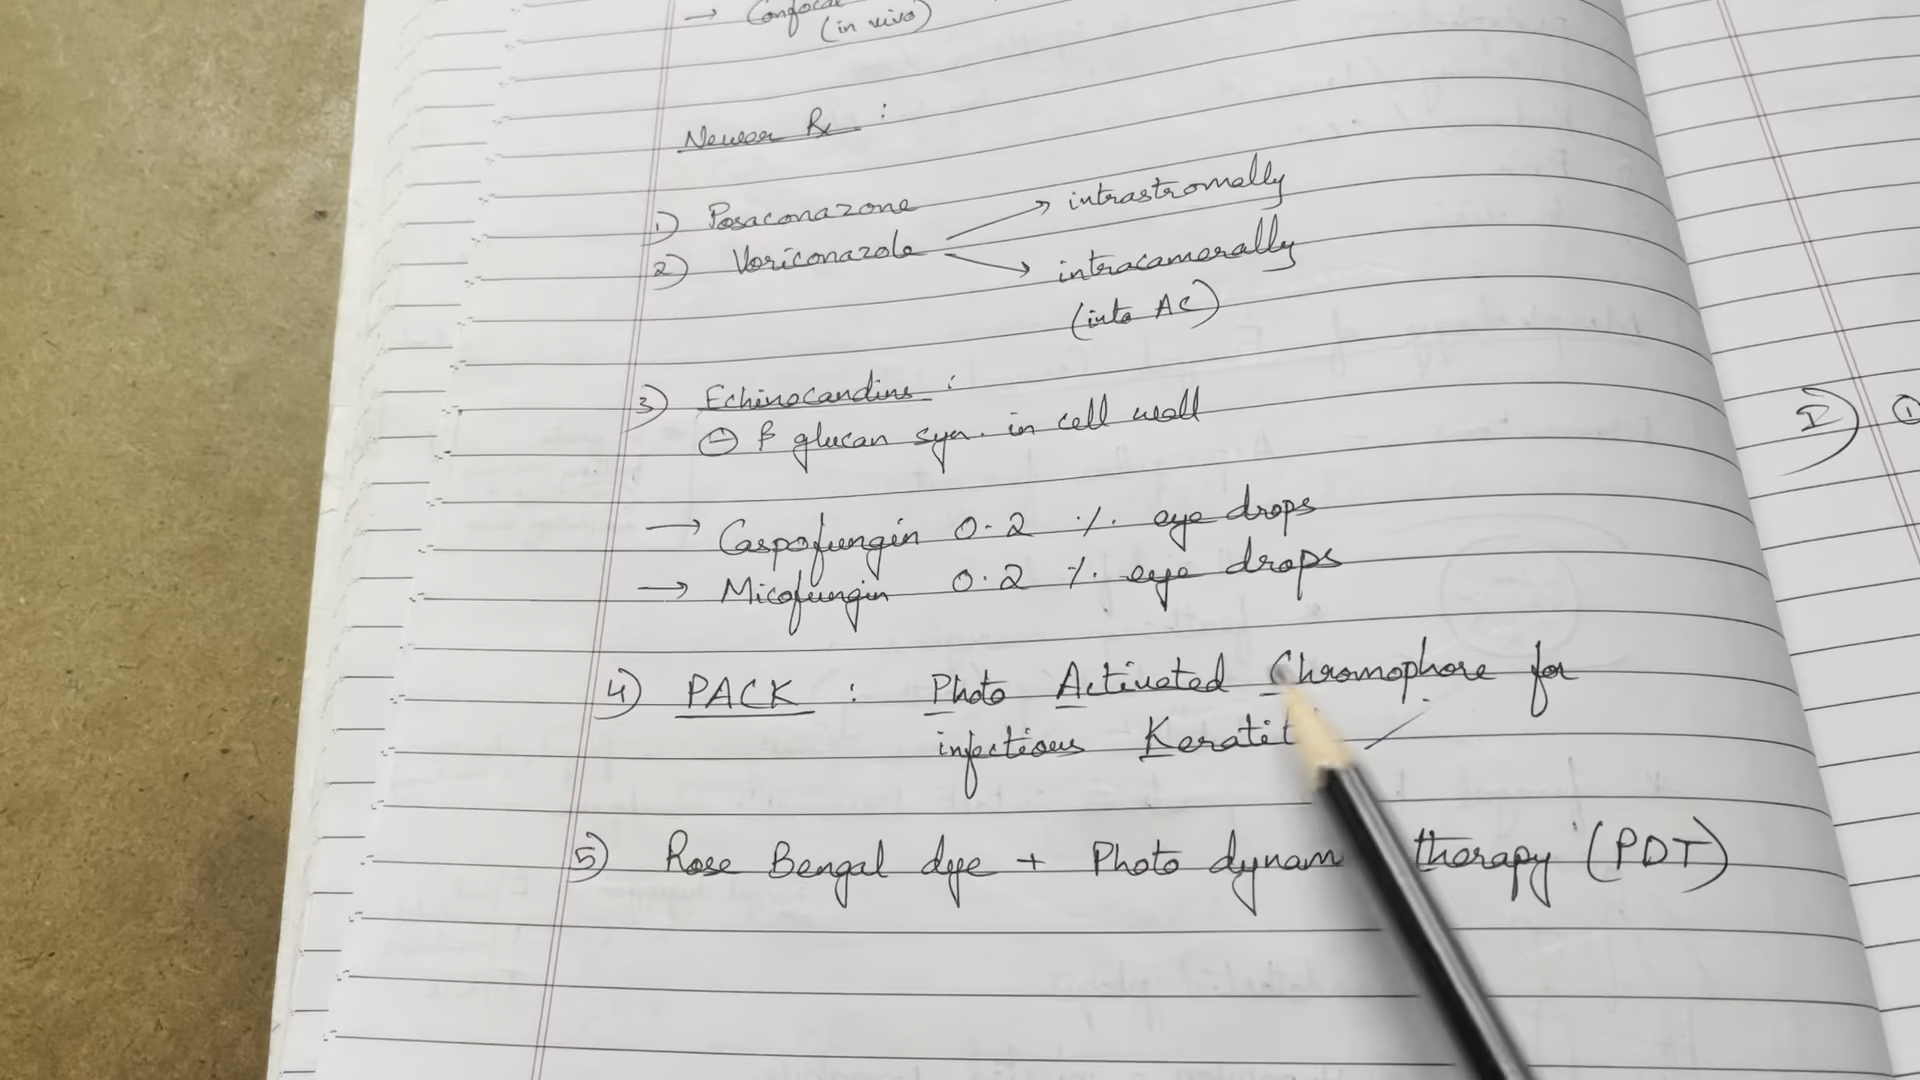 → Confocal
(in vivo)
Newer Rx :
1) Posaconazone
2) Voriconazole → intrastromally
→ intracamerally
(into AC)
3) Echinocandins :
⊖ β glucan syn. in cell wall
→ Caspofungin 0.2 % eye drops
→ Micafungin 0.2 % eye drops
4) PACK : Photo Activated Chromophore for
infectious Keratit
5) Rose Bengal dye + Photo dynam therapy (PDT)
I) ①